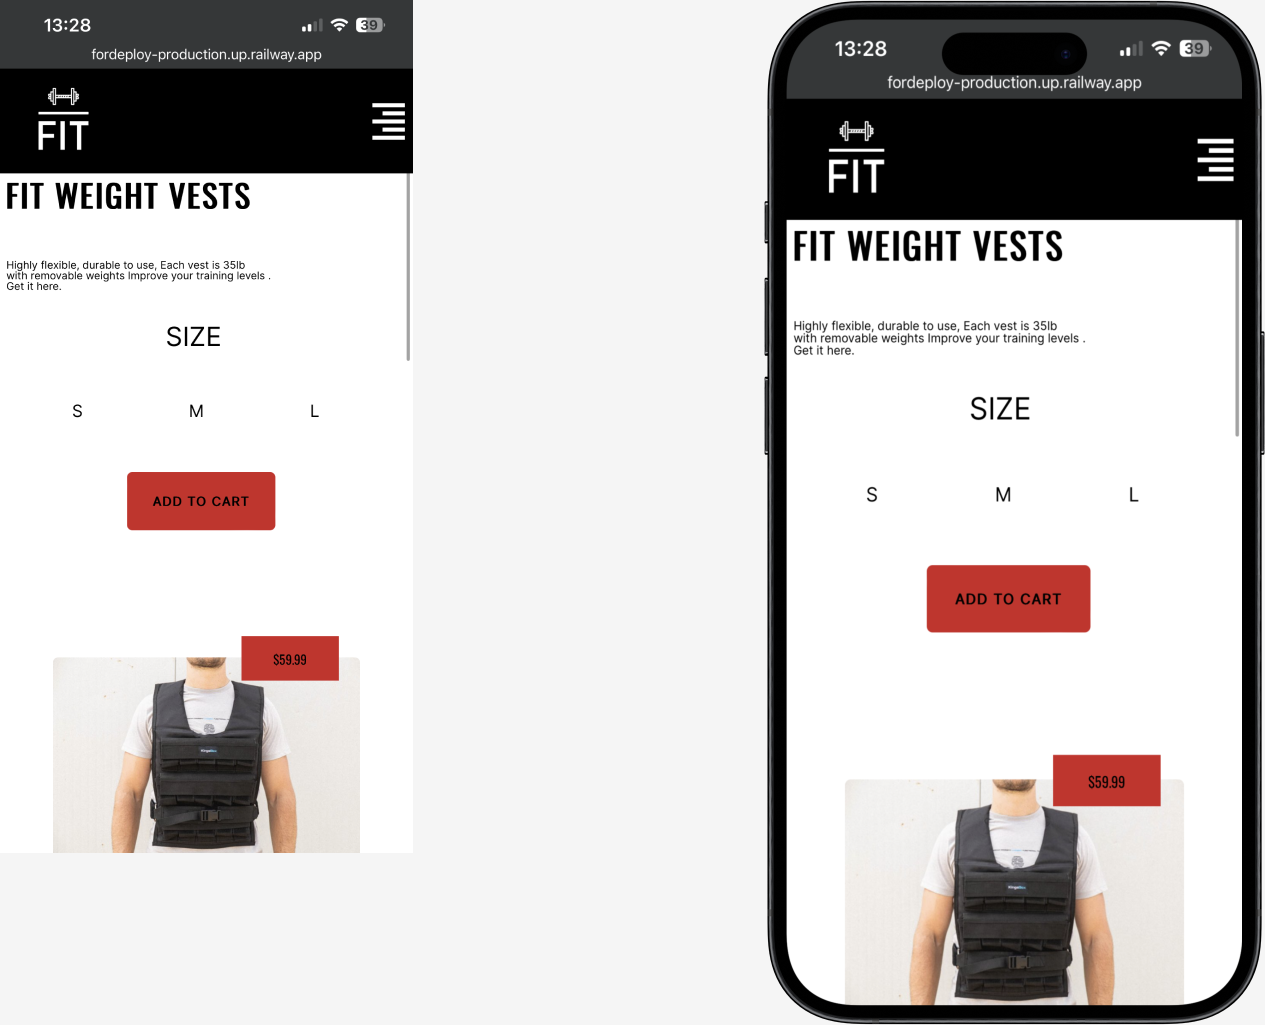 13:28
39
fordeploy-production.up.railway.app
FIT
FIT WEIGHT VESTS
Highly flexible, durable to use, Each vest is 35lb
with removable weights Improve your training levels .
Get it here.
SIZE
S M L
ADD TO CART
$59.99
13:28
39
fordeploy-production.up.railway.app
FIT
FIT WEIGHT VESTS
Highly flexible, durable to use, Each vest is 35lb
with removable weights Improve your training levels .
Get it here.
SIZE
S M L
ADD TO CART
$59.99